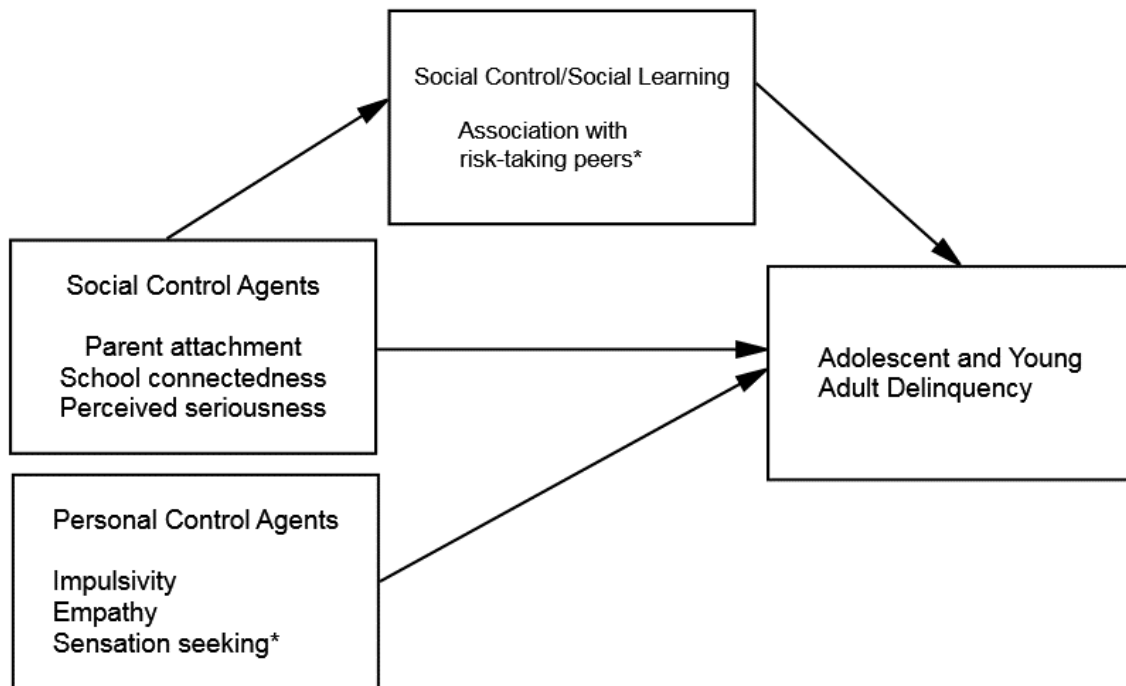 Social Control/Social Learning
Association with
risk-taking peers*
Social Control Agents
Parent attachment
School connectedness
Perceived seriousness
Adolescent and Young
Adult Delinquency
Personal Control Agents
Impulsivity
Empathy
Sensation seeking*